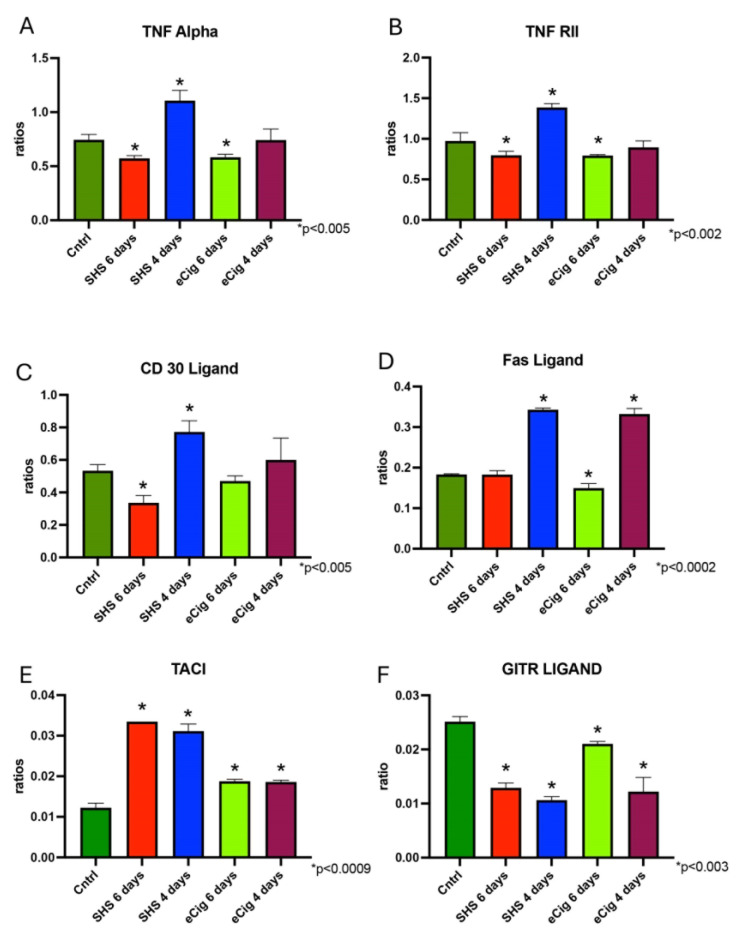 A
TNF Alpha
ratios
1.5
1.0
0.5
0.0
*
*
*
Cntrl
SHS 6 days
SHS 4 days
eCig 6 days
eCig 4 days
*p<0.005
B
TNF RII
ratios
2.0
1.5
1.0
0.5
0.0
*
*
*
Cntrl
SHS 6 days
SHS 4 days
eCig 6 days
eCig 4 days
*p<0.002
C
CD 30 Ligand
ratios
1.0
0.8
0.6
0.4
0.2
0.0
*
*
Cntrl
SHS 6 days
SHS 4 days
eCig 6 days
eCig 4 days
*p<0.005
D
Fas Ligand
ratios
0.4
0.3
0.2
0.1
0.0
*
*
*
Cntrl
SHS 6 days
SHS 4 days
eCig 6 days
eCig 4 days
*p<0.0002
E
TACI
ratios
0.04
0.03
0.02
0.01
0.00
*
*
*
*
Cntrl
SHS 6 days
SHS 4 days
eCig 6 days
eCig 4 days
*p<0.0009
F
GITR LIGAND
ratio
0.03
0.02
0.01
0.00
*
*
*
*
Cntrl
SHS 6 days
SHS 4 days
eCig 6 days
eCig 4 days
*p<0.003